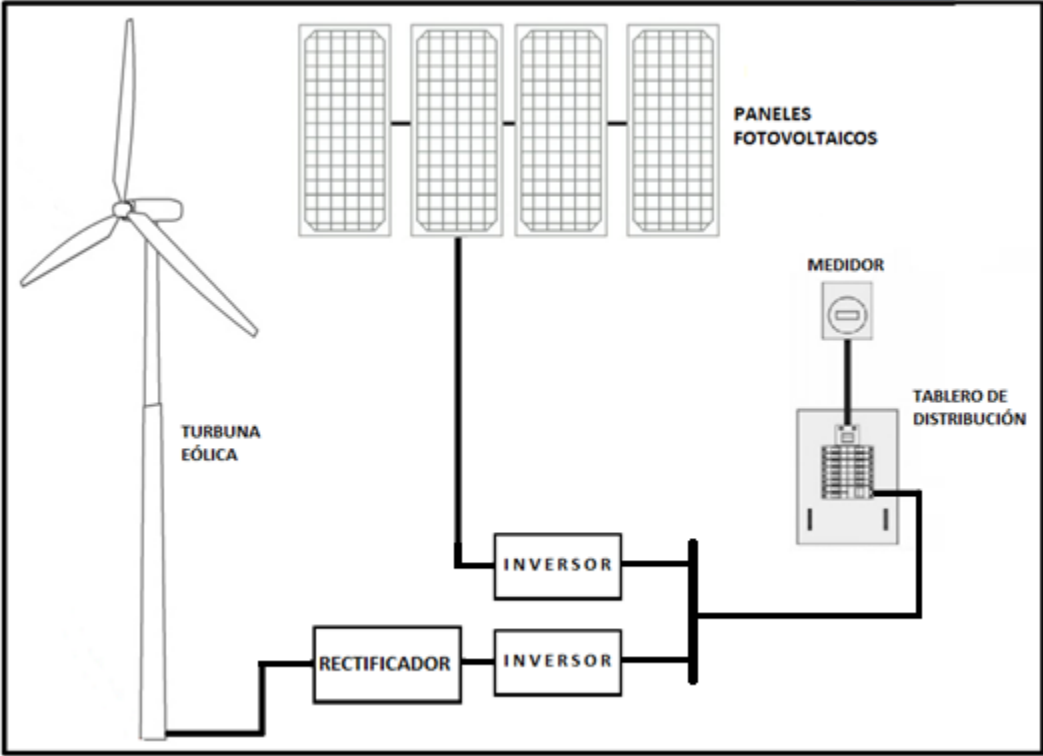 PANELES
FOTOVOLTAICOS
MEDIDOR
TABLERO DE
DISTRIBUCIÓN
TURBUNA
EÓLICA
INVERSOR
RECTIFICADOR
INVERSOR